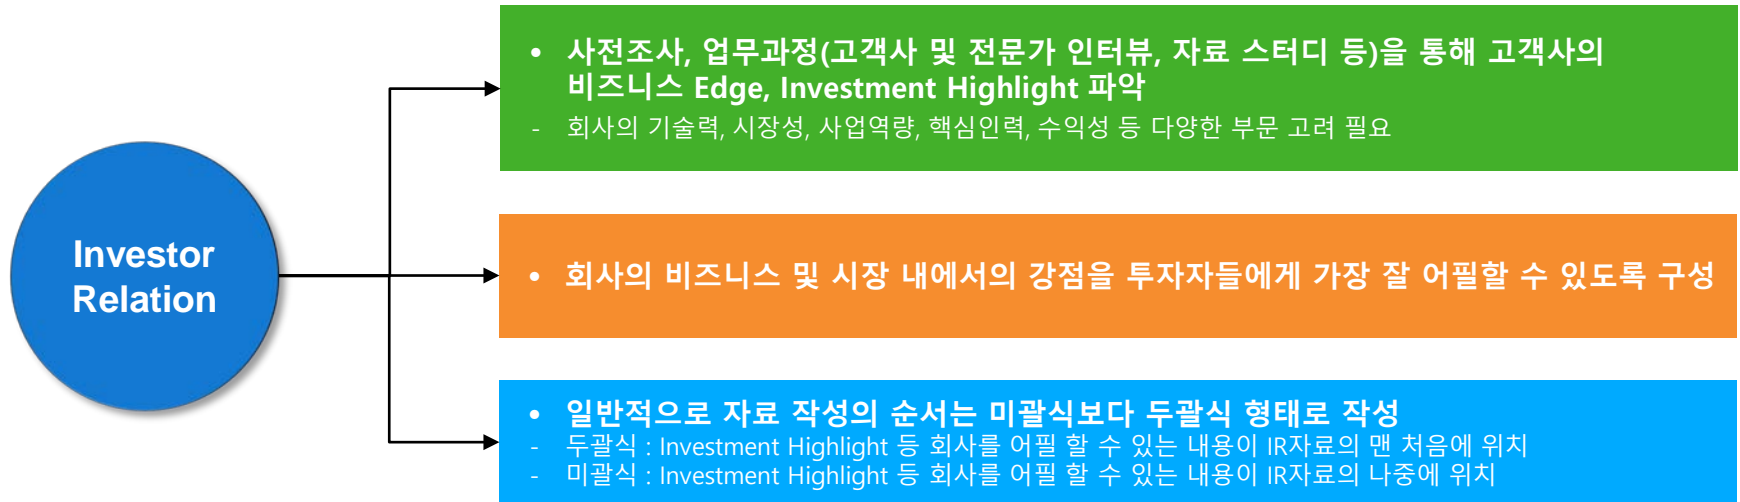 Investor
Relation
• 사전조사, 업무과정(고객사 및 전문가 인터뷰, 자료 스터디 등)을 통해 고객사의
비즈니스 Edge, Investment Highlight 파악
- 회사의 기술력, 시장성, 사업역량, 핵심인력, 수익성 등 다양한 부문 고려 필요
• 회사의 비즈니스 및 시장 내에서의 강점을 투자자들에게 가장 잘 어필할 수 있도록 구성
• 일반적으로 자료 작성의 순서는 미괄식보다 두괄식 형태로 작성
- 두괄식 : Investment Highlight 등 회사를 어필 할 수 있는 내용이 IR자료의 맨 처음에 위치
- 미괄식 : Investment Highlight 등 회사를 어필 할 수 있는 내용이 IR자료의 나중에 위치